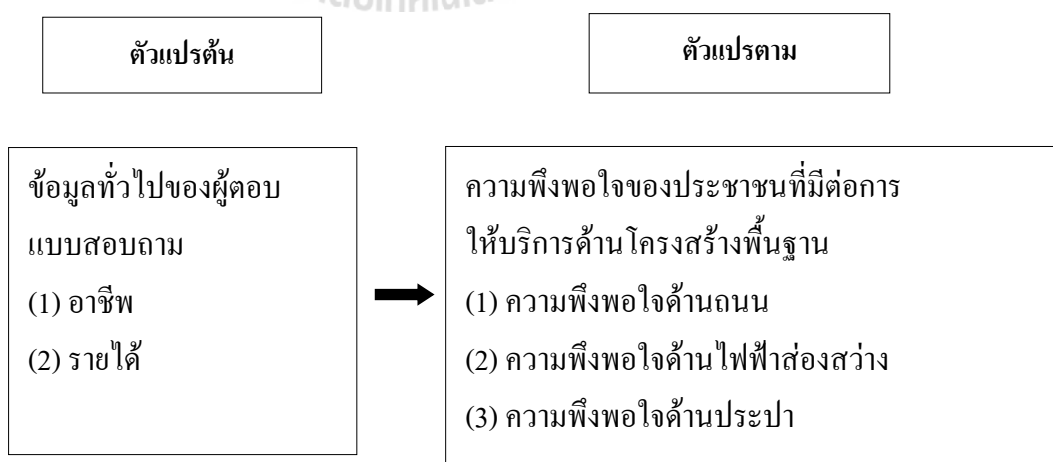 ตัวแปรต้น
ตัวแปรตาม
ข้อมูลทั่วไปของผู้ตอบ
แบบสอบถาม
(1) อาชีพ
(2) รายได้
ความพึงพอใจของประชาชนที่มีต่อการ
ให้บริการด้านโครงสร้างพื้นฐาน
(1) ความพึงพอใจด้านถนน
(2) ความพึงพอใจด้านไฟฟ้าส่องสว่าง
(3) ความพึงพอใจด้านประปา